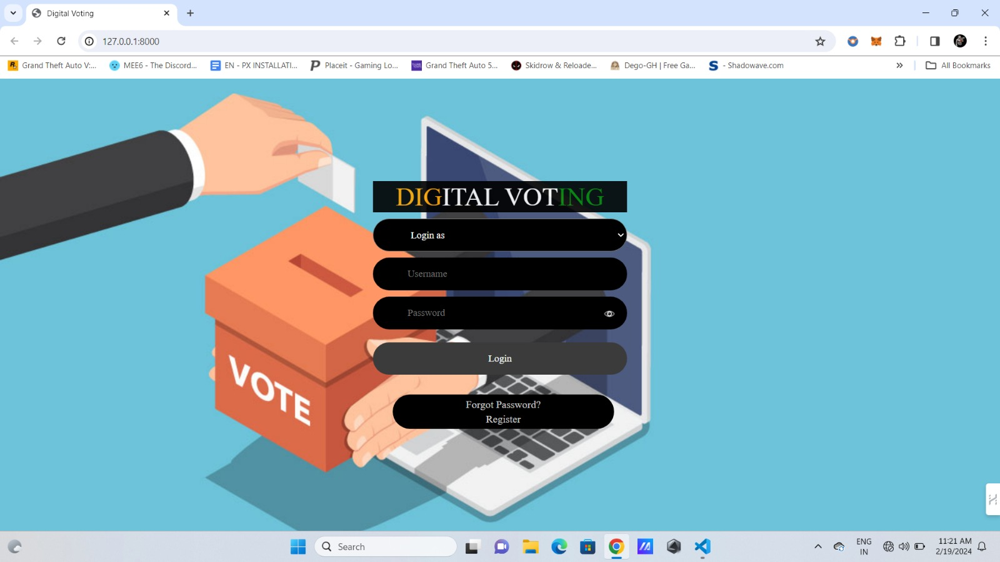 Digital Voting
127.0.0.1:8000
Grand Theft Auto V:... MEE6 - The Discord... EN - PX INSTALLATI... Placeit - Gaming Lo... Grand Theft Auto 5... Skidrow & Reloade... Dego-GH | Free Ga... - Shadowave.com » All Bookmarks
DIGITAL VOTING
Login as
Username
Password
Login
VOTE
Forgot Password?
Register
Search
ENG
IN
11:21 AM
2/19/2024